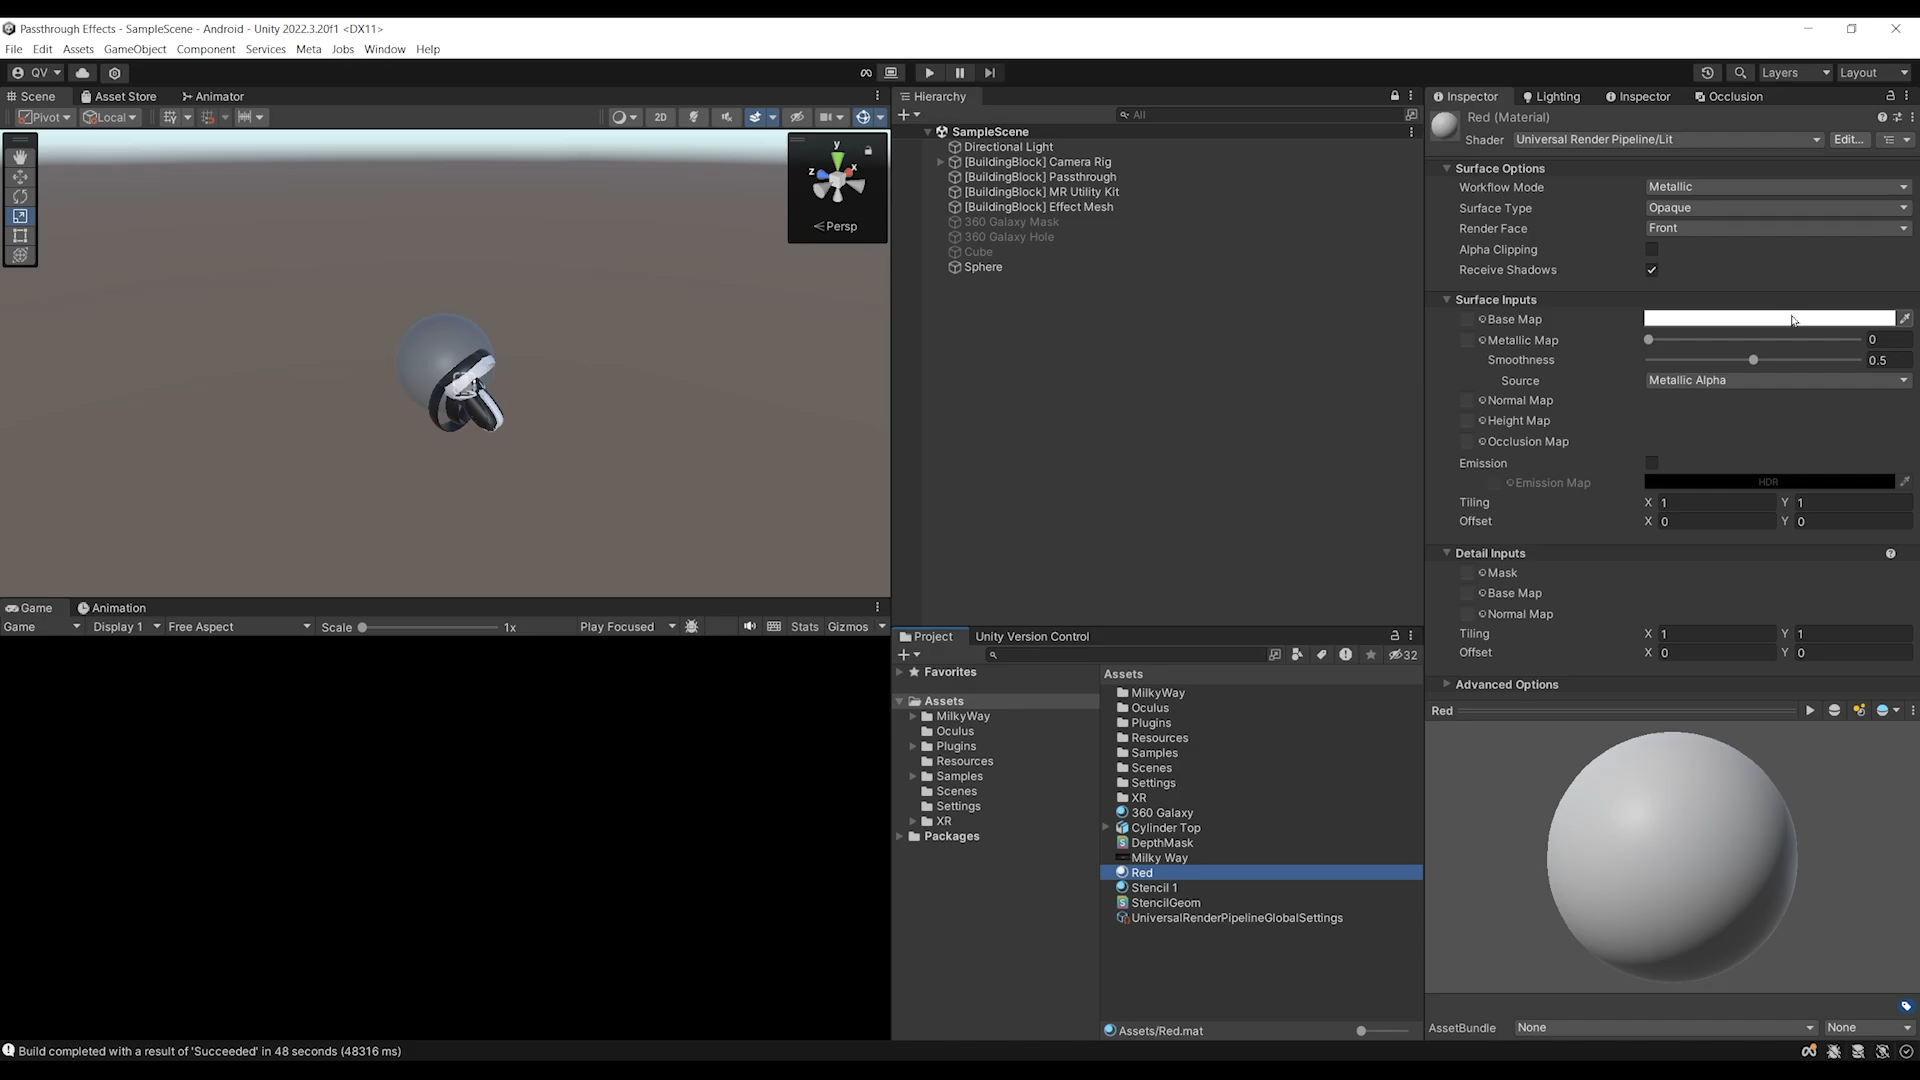 Passthrough Effects - SampleScene - Android - Unity 2022.3.20f1 <DX11>
File Edit Assets GameObject Component Services Meta Jobs Window Help
QV Layers Layout
Scene Asset Store Animator
Pivot Local 2D
y
z x
Persp
Game Animation
Game Display 1 Free Aspect Scale 1x Play Focused Stats Gizmos
Hierarchy
All
SampleScene
Directional Light
[BuildingBlock] Camera Rig
[BuildingBlock] Passthrough
[BuildingBlock] MR Utility Kit
[BuildingBlock] Effect Mesh
360 Galaxy Mask
360 Galaxy Hole
Cube
Sphere
Project Unity Version Control
32
Favorites
Assets
MilkyWay
Oculus
Plugins
Resources
Samples
Scenes
Settings
XR
Packages
Assets
MilkyWay
Oculus
Plugins
Resources
Samples
Scenes
Settings
XR
360 Galaxy
Cylinder Top
DepthMask
Milky Way
Red
Stencil 1
StencilGeom
UniversalRenderPipelineGlobalSettings
Assets/Red.mat
Inspector Lighting Inspector Occlusion
Red (Material)
Shader Universal Render Pipeline/Lit Edit...
Surface Options
Workflow Mode Metallic
Surface Type Opaque
Render Face Front
Alpha Clipping
Receive Shadows
Surface Inputs
Base Map
Metallic Map 0
Smoothness 0.5
Source Metallic Alpha
Normal Map
Height Map
Occlusion Map
Emission
Emission Map HDR
Tiling X 1 Y 1
Offset X 0 Y 0
Detail Inputs
Mask
Base Map
Normal Map
Tiling X 1 Y 1
Offset X 0 Y 0
Advanced Options
Red
AssetBundle None None
Build completed with a result of 'Succeeded' in 48 seconds (48316 ms)